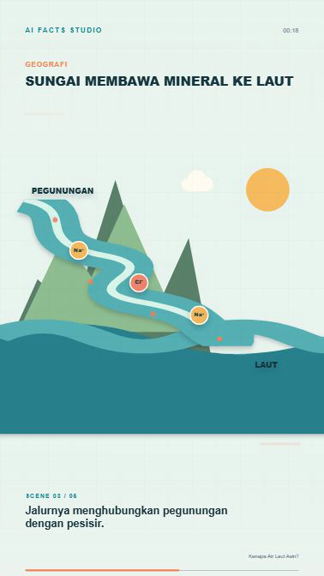 AI FACTS STUDIO
00:18
GEOGRAFI
SUNGAI MEMBAWA MINERAL KE LAUT
PEGUNUNGAN
Na⁺
Cl⁻
Na⁺
LAUT
SCENE 03 / 06
Jalurnya menghubungkan pegunungan
dengan pesisir.
Kenapa Air Laut Asin?